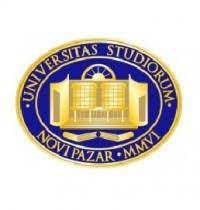 · UNIVERSITAS STUDIORUM ·
NOVI PAZAR · MMVI